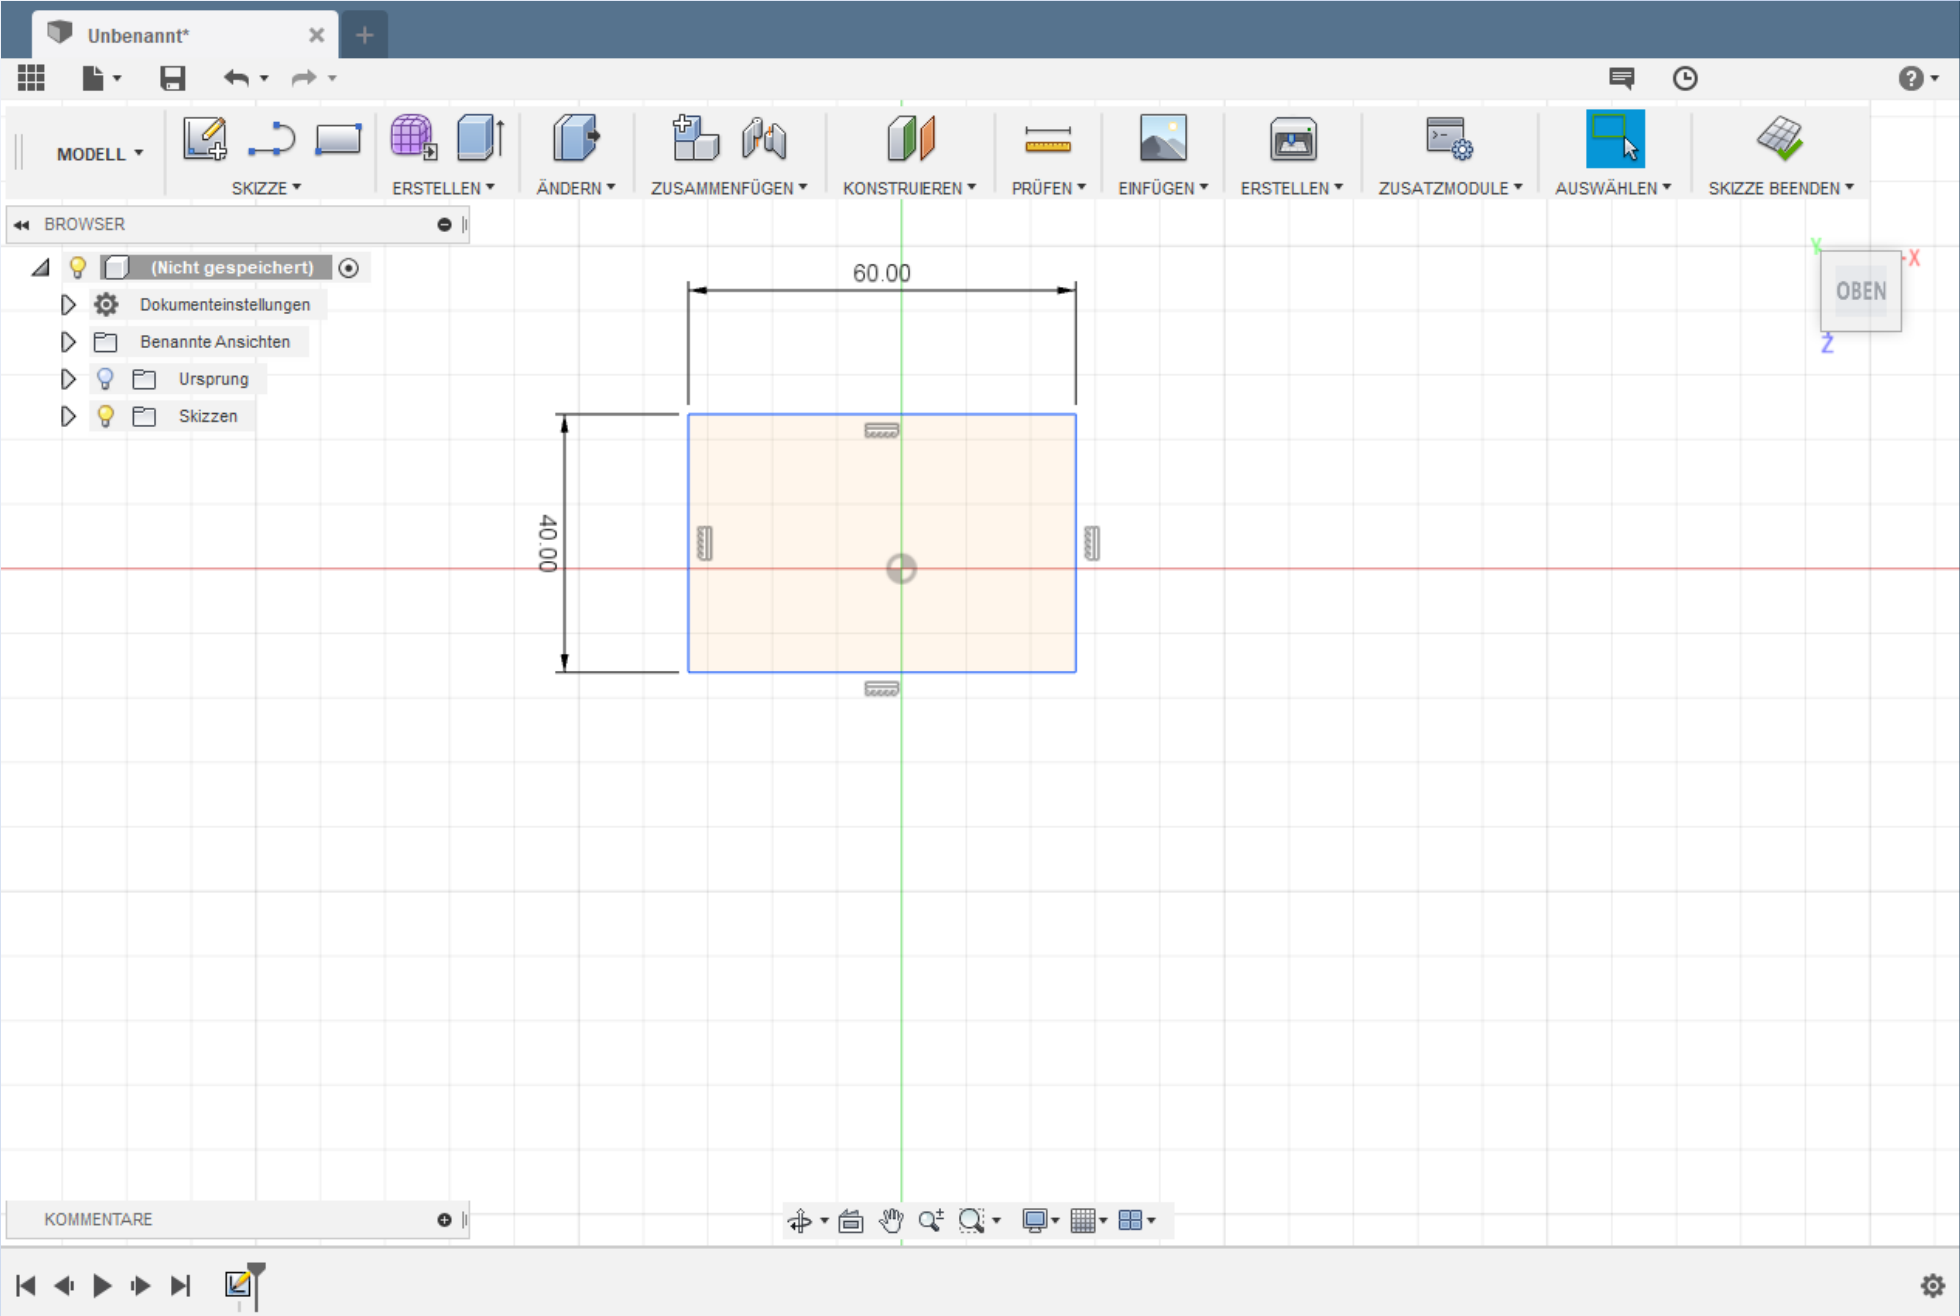 Unbenannt*
MODELL
SKIZZE
ERSTELLEN
ÄNDERN
ZUSAMMENFÜGEN
KONSTRUIEREN
PRÜFEN
EINFÜGEN
ERSTELLEN
ZUSATZMODULE
AUSWÄHLEN
SKIZZE BEENDEN
BROWSER
(Nicht gespeichert)
Dokumenteinstellungen
Benannte Ansichten
Ursprung
Skizzen
60.00
40.00
Y
X
OBEN
Z
KOMMENTARE